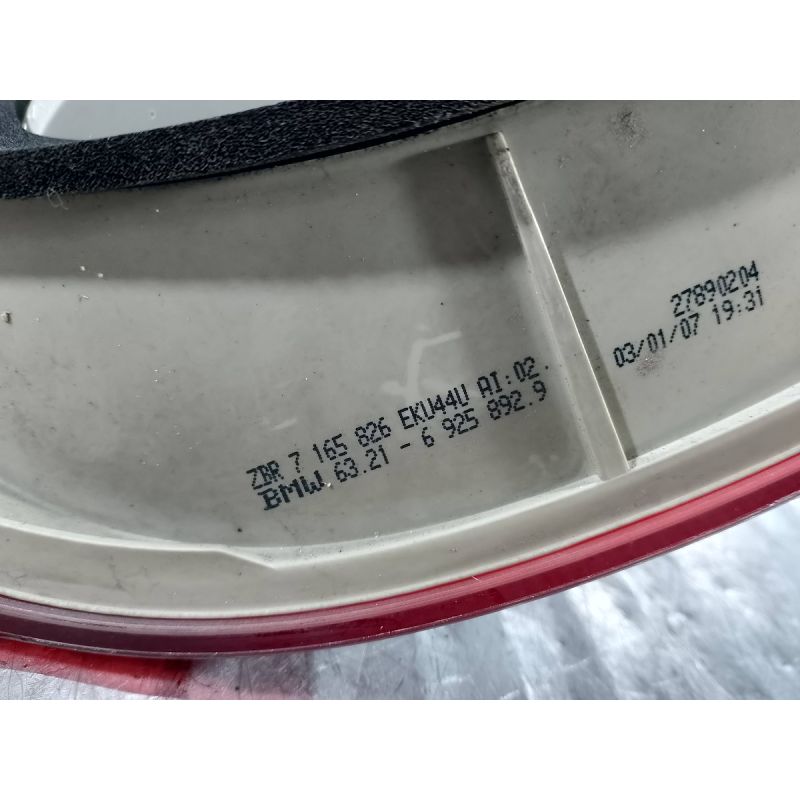 27890204
03/01/07 19:31
ZBR 7 165 826 EKU44U AI:02.
BMW 63.21 - 6 925 892.9